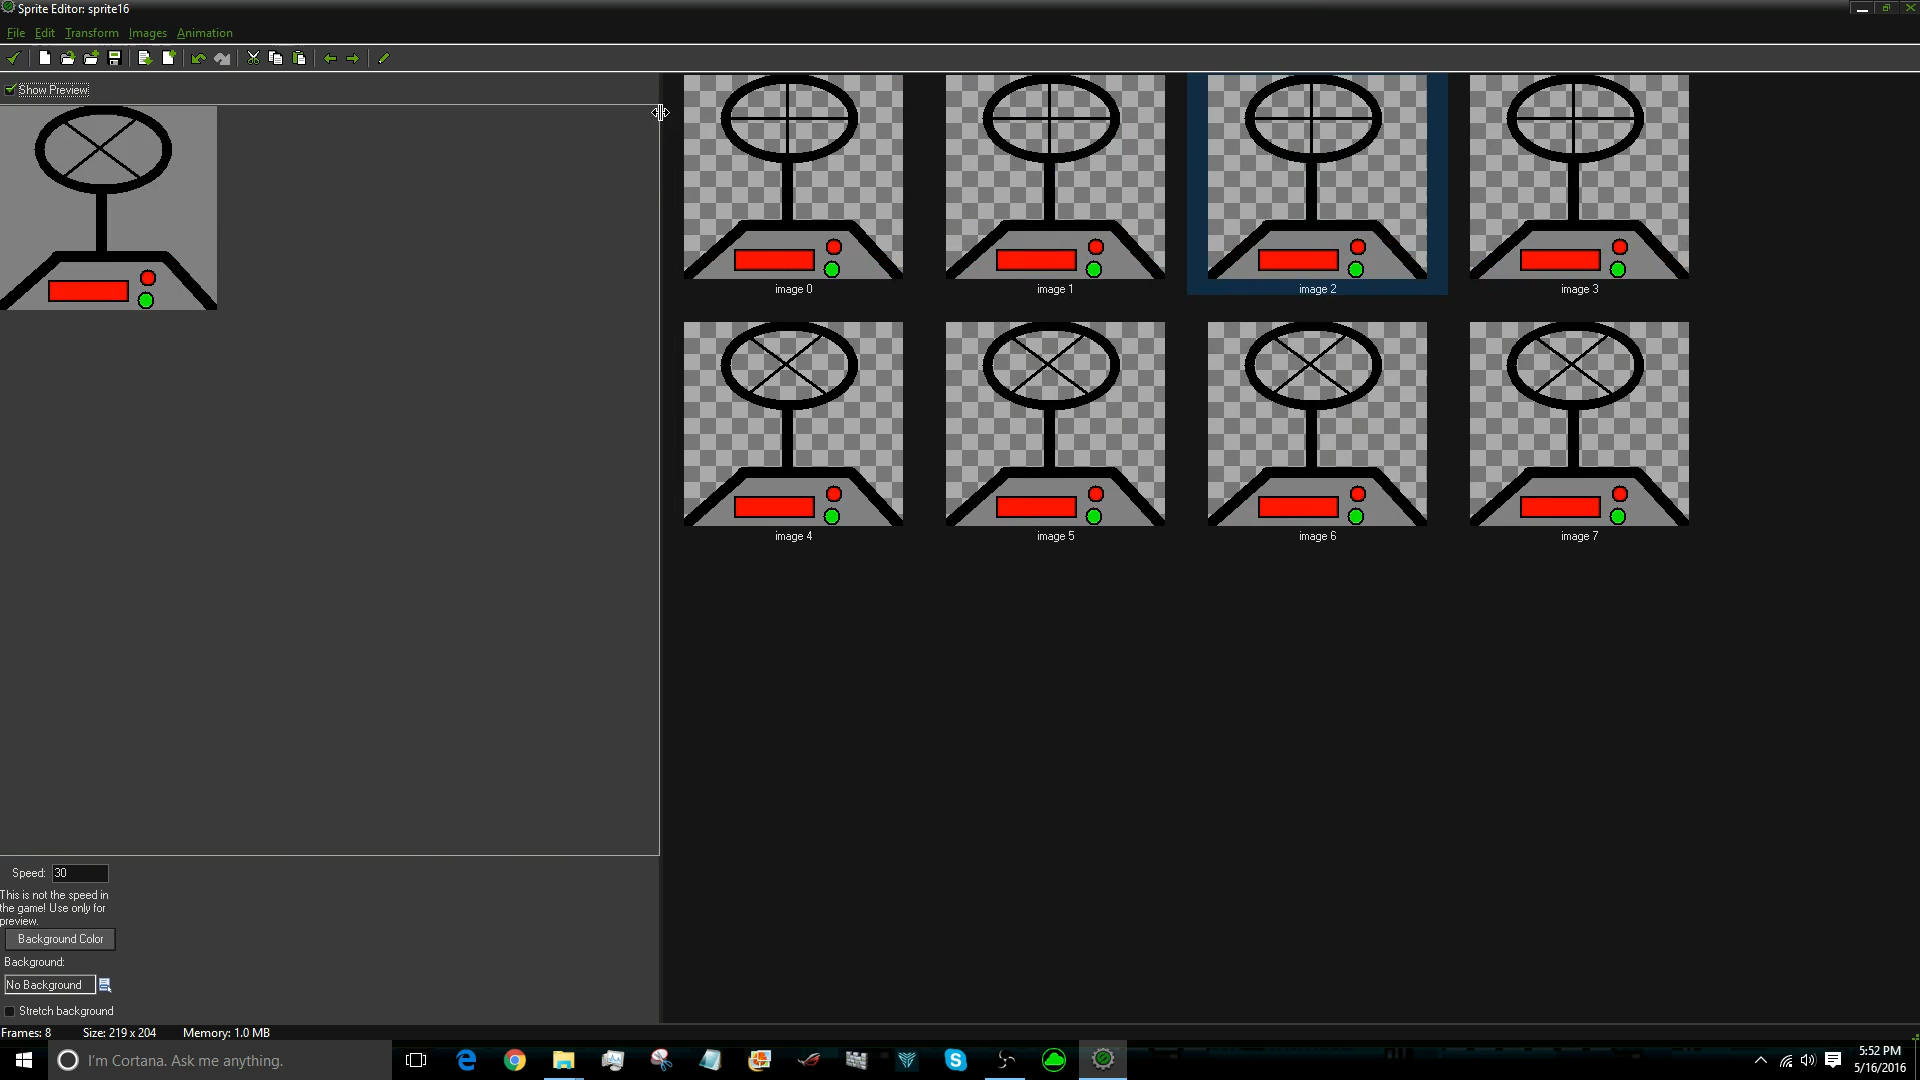 Sprite Editor: sprite16
File Edit Transform Images Animation
Show Preview
image 0 image 1 image 2 image 3
image 4 image 5 image 6 image 7
Speed: 30
This is not the speed in
the game! Use only for
preview.
Background Color
Background:
No Background
Stretch background
Frames: 8 Size: 219 x 204 Memory: 1.0 MB
I'm Cortana. Ask me anything.
5:52 PM
5/16/2016